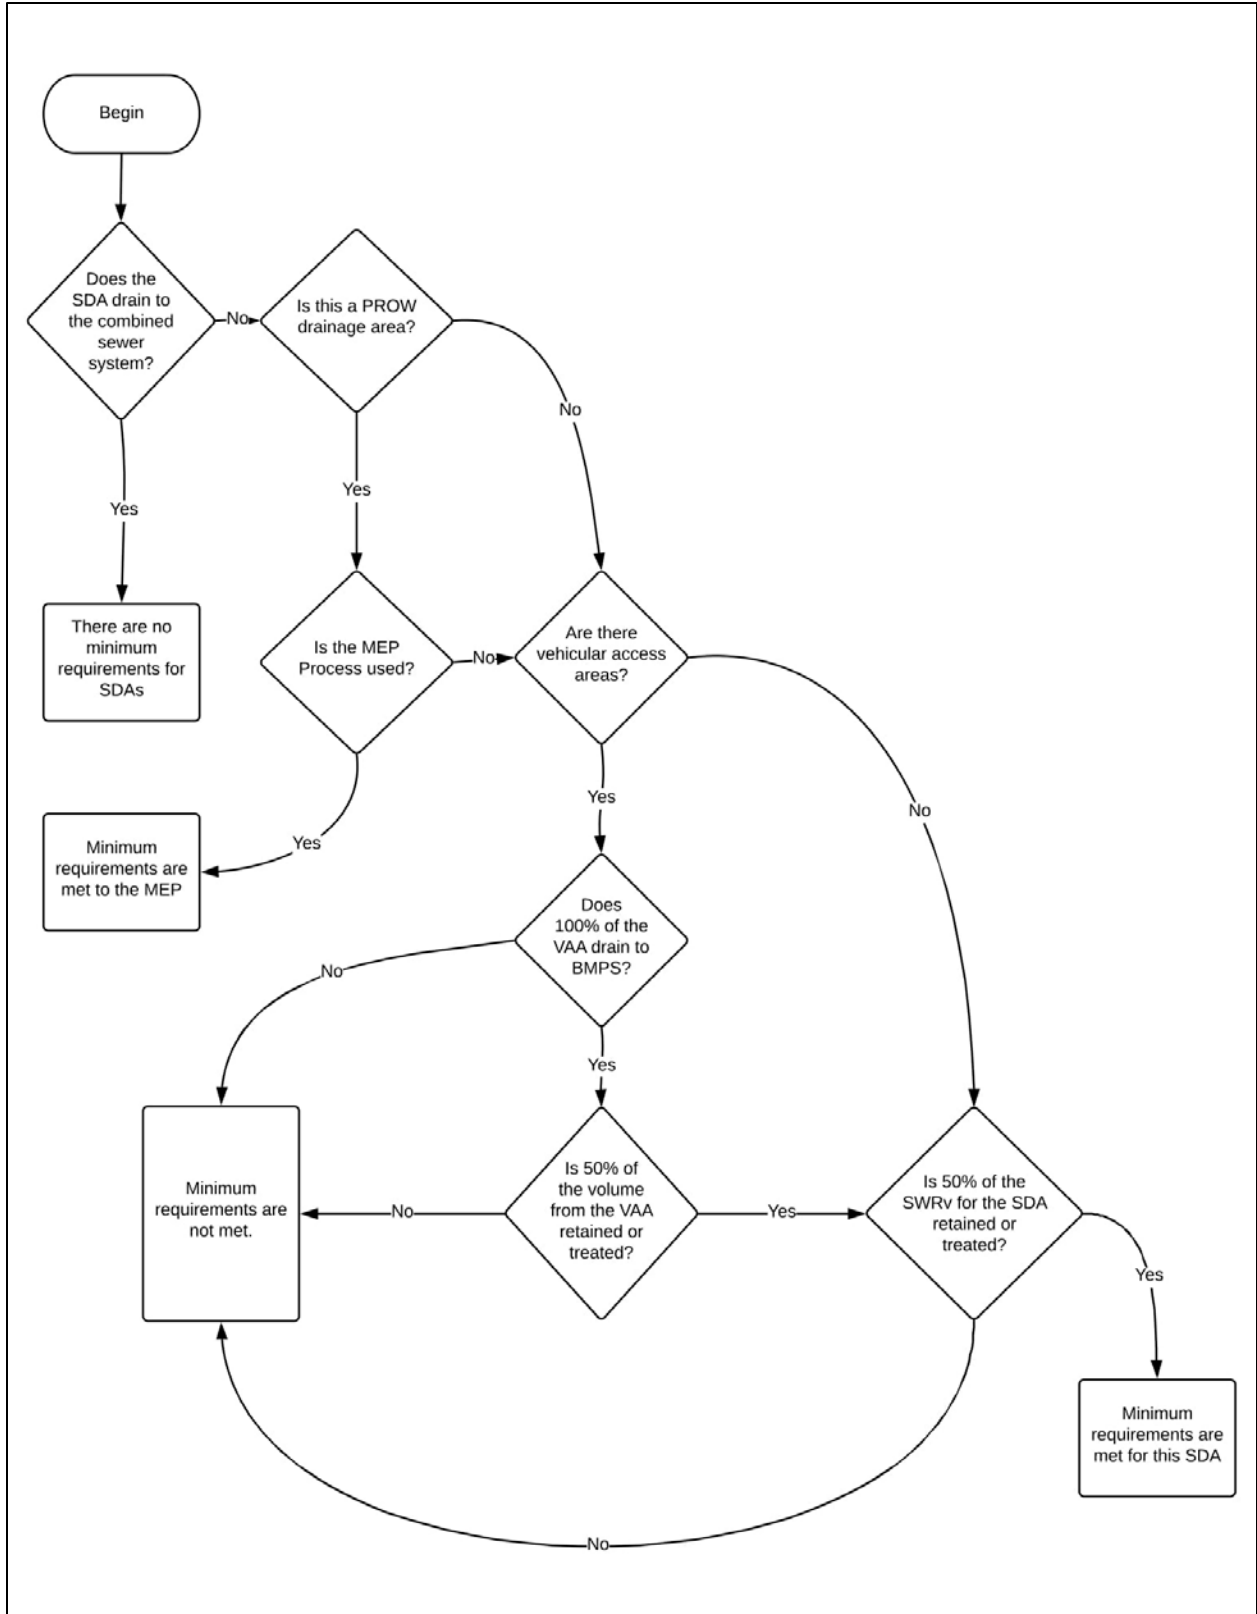 Begin
Does the
SDA drain to
the combined
sewer
system?
No
Is this a PROW
drainage area?
No
Yes
Yes
There are no
minimum
requirements for
SDAs
Is the MEP
Process used?
No
Are there
vehicular access
areas?
Yes
No
Minimum
requirements are
met to the MEP
Yes
Does
100% of the
VAA drain to
BMPS?
No
Yes
Minimum
requirements are
not met.
No
Is 50% of
the volume
from the VAA
retained or
treated?
Yes
Is 50% of the
SWRv for the SDA
retained or
treated?
Yes
Minimum
requirements are
met for this SDA
No